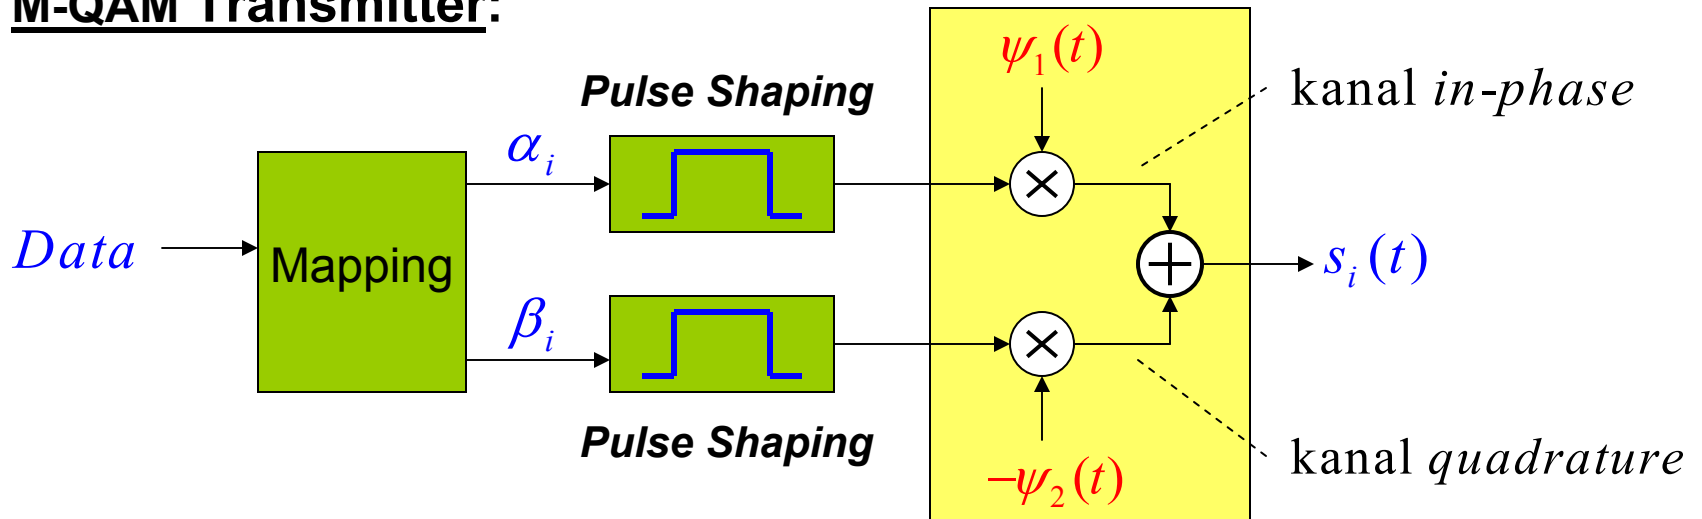 M-QAM Transmitter:
ψ₁(t)
Pulse Shaping
kanal in-phase
αᵢ
Data
Mapping
sᵢ(t)
βᵢ
Pulse Shaping
−ψ₂(t)
kanal quadrature